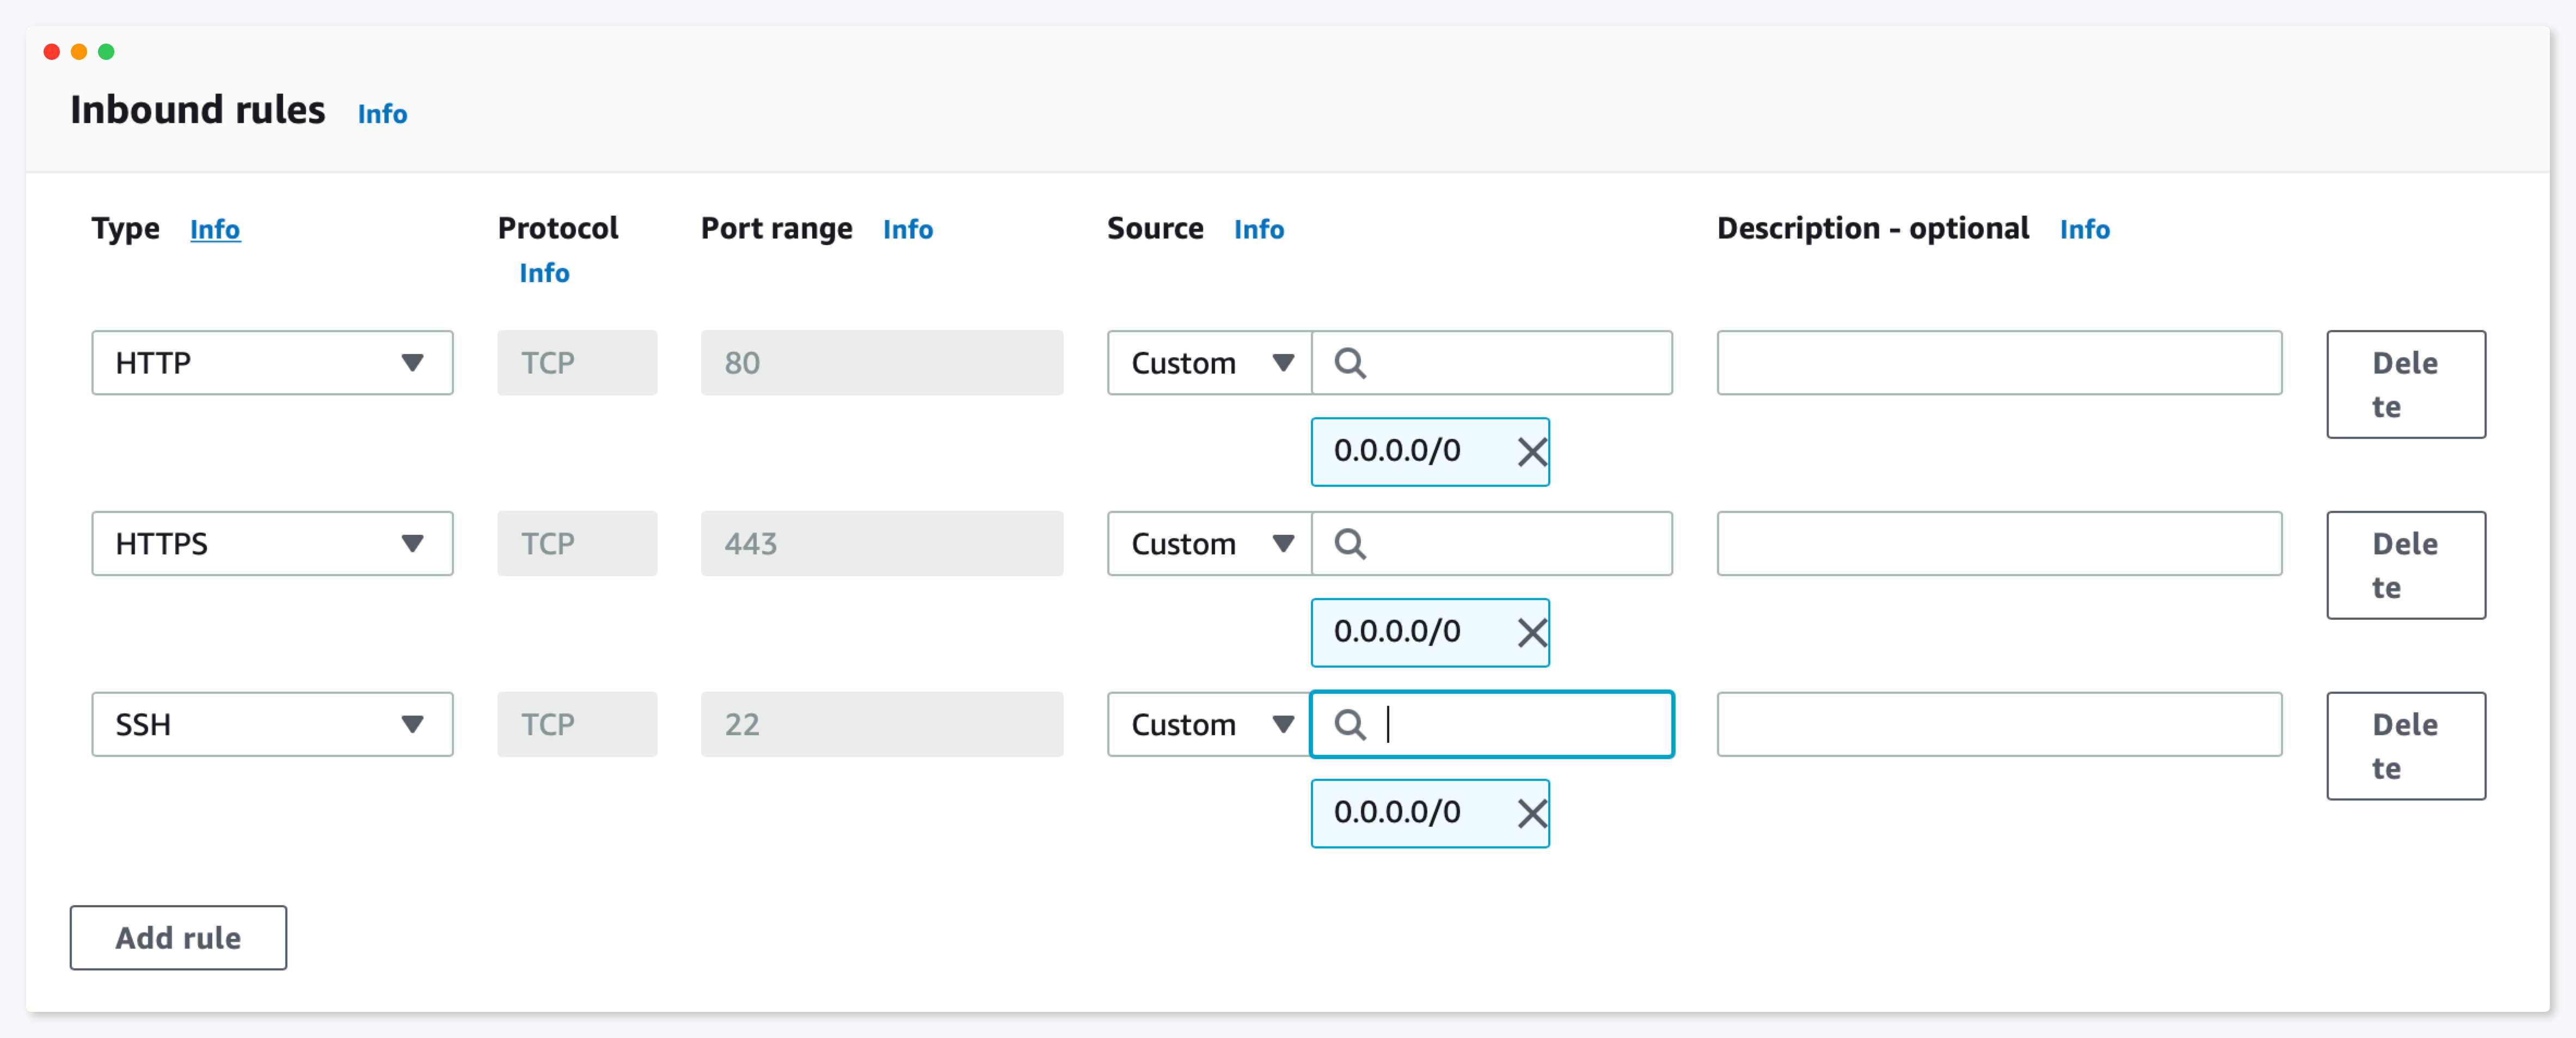 Inbound rules Info
Type Info Protocol Info Port range Info Source Info Description - optional Info
HTTP TCP 80 Custom Delete
0.0.0.0/0
HTTPS TCP 443 Custom Delete
0.0.0.0/0
SSH TCP 22 Custom Delete
0.0.0.0/0
Add rule